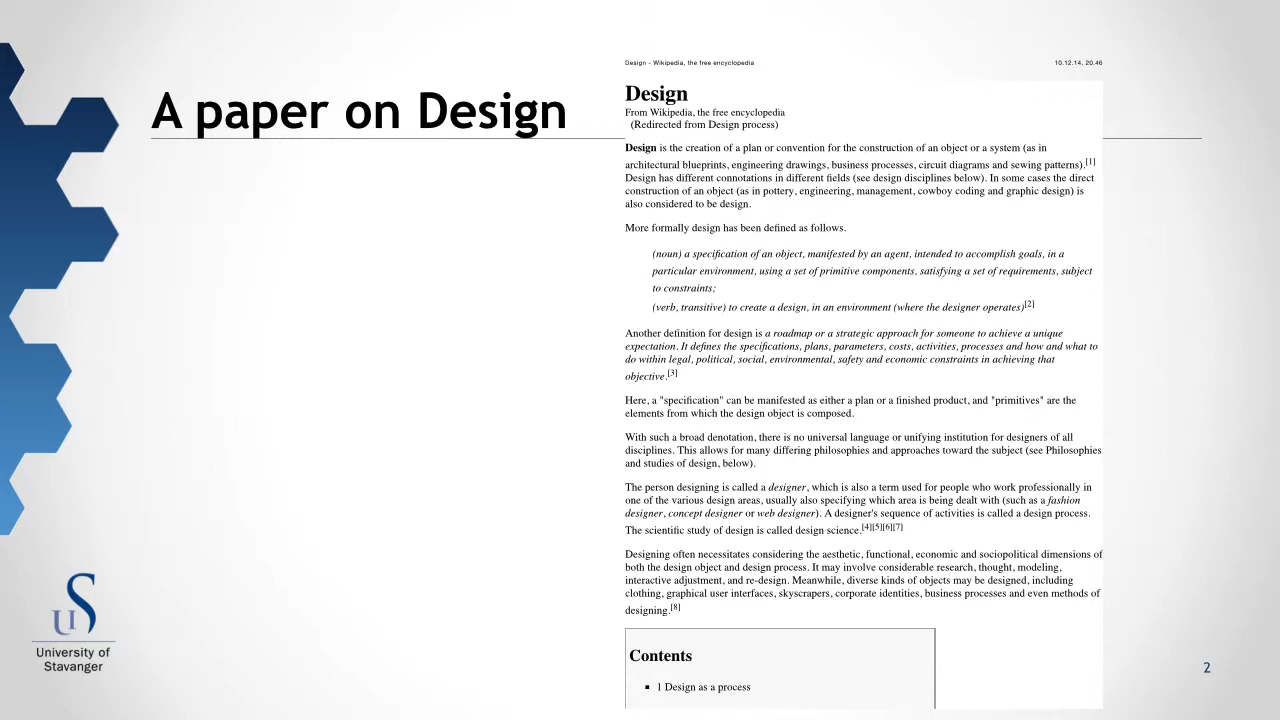 A paper on Design
Design - Wikipedia, the free encyclopedia
10.12.14, 20.46
Design
From Wikipedia, the free encyclopedia
(Redirected from Design process)
Design is the creation of a plan or convention for the construction of an object or a system (as in
architectural blueprints, engineering drawings, business processes, circuit diagrams and sewing patterns).[1]
Design has different connotations in different fields (see design disciplines below). In some cases the direct
construction of an object (as in pottery, engineering, management, cowboy coding and graphic design) is
also considered to be design.
More formally design has been defined as follows.
(noun) a specification of an object, manifested by an agent, intended to accomplish goals, in a
particular environment, using a set of primitive components, satisfying a set of requirements, subject
to constraints;
(verb, transitive) to create a design, in an environment (where the designer operates)[2]
Another definition for design is a roadmap or a strategic approach for someone to achieve a unique
expectation. It defines the specifications, plans, parameters, costs, activities, processes and how and what to
do within legal, political, social, environmental, safety and economic constraints in achieving that
objective.[3]
Here, a "specification" can be manifested as either a plan or a finished product, and "primitives" are the
elements from which the design object is composed.
With such a broad denotation, there is no universal language or unifying institution for designers of all
disciplines. This allows for many differing philosophies and approaches toward the subject (see Philosophies
and studies of design, below).
The person designing is called a designer, which is also a term used for people who work professionally in
one of the various design areas, usually also specifying which area is being dealt with (such as a fashion
designer, concept designer or web designer). A designer's sequence of activities is called a design process.
The scientific study of design is called design science.[4][5][6][7]
Designing often necessitates considering the aesthetic, functional, economic and sociopolitical dimensions of
both the design object and design process. It may involve considerable research, thought, modeling,
interactive adjustment, and re-design. Meanwhile, diverse kinds of objects may be designed, including
clothing, graphical user interfaces, skyscrapers, corporate identities, business processes and even methods of
designing.[8]
Contents
▪ 1 Design as a process
US
University of
Stavanger
2